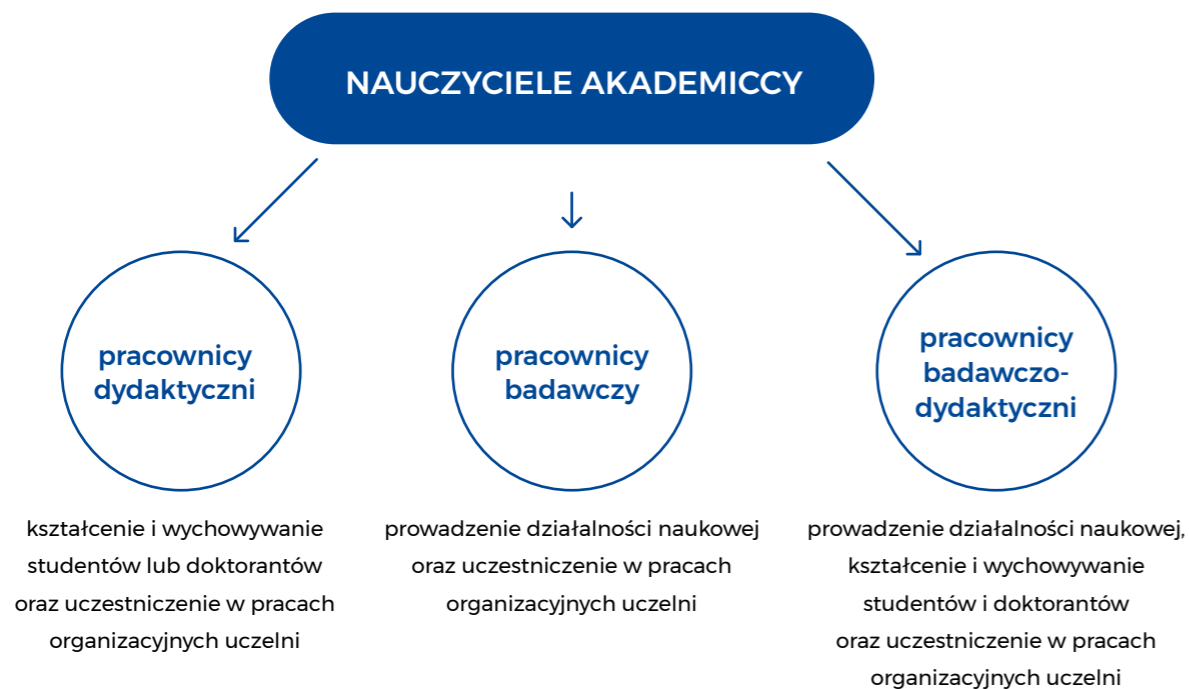 NAUCZYCIELE AKADEMICCY
pracownicy
dydaktyczni
kształcenie i wychowywanie
studentów lub doktorantów
oraz uczestniczenie w pracach
organizacyjnych uczelni
pracownicy
badawczy
prowadzenie działalności naukowej
oraz uczestniczenie w pracach
organizacyjnych uczelni
pracownicy
badawczo-
dydaktyczni
prowadzenie działalności naukowej,
kształcenie i wychowywanie
studentów i doktorantów
oraz uczestniczenie w pracach
organizacyjnych uczelni